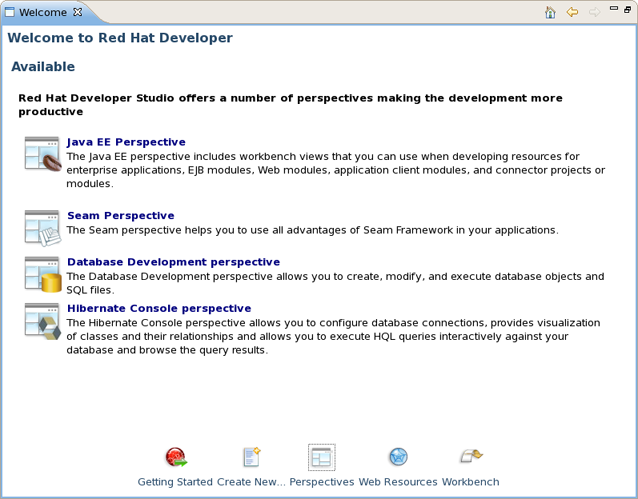 Welcome
Welcome to Red Hat Developer
Available
Red Hat Developer Studio offers a number of perspectives making the development more
productive
Java EE Perspective
The Java EE perspective includes workbench views that you can use when developing resources for
enterprise applications, EJB modules, Web modules, application client modules, and connector projects or
modules.
Seam Perspective
The Seam perspective helps you to use all advantages of Seam Framework in your applications.
Database Development perspective
The Database Development perspective allows you to create, modify, and execute database objects and
SQL files.
Hibernate Console perspective
The Hibernate Console perspective allows you to configure database connections, provides visualization
of classes and their relationships and allows you to execute HQL queries interactively against your
database and browse the query results.
Getting Started Create New... Perspectives Web Resources Workbench